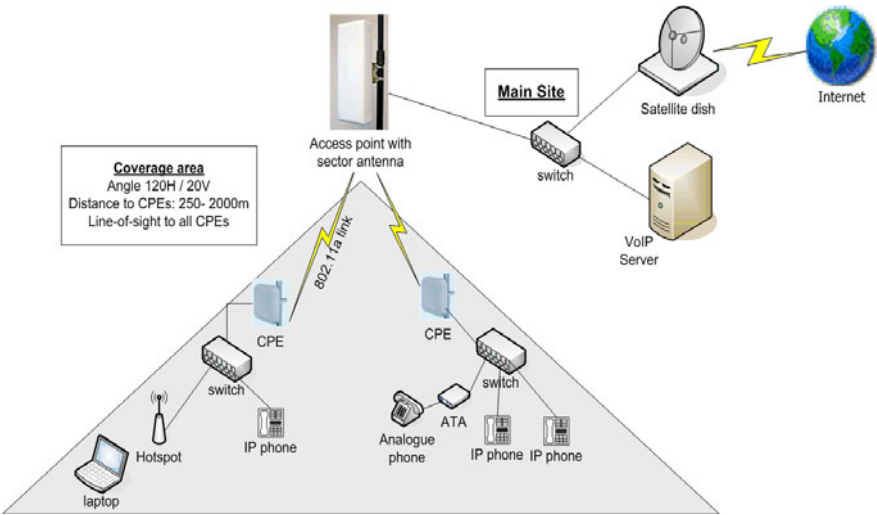 Main Site
Satellite dish
Internet
Access point with
sector antenna
switch
Coverage area
Angle 120H / 20V
Distance to CPEs: 250- 2000m
Line-of-sight to all CPEs
VoIP
Server
802.11a link
CPE
CPE
switch
switch
Hotspot
IP phone
laptop
Analogue
phone
ATA
IP phone
IP phone